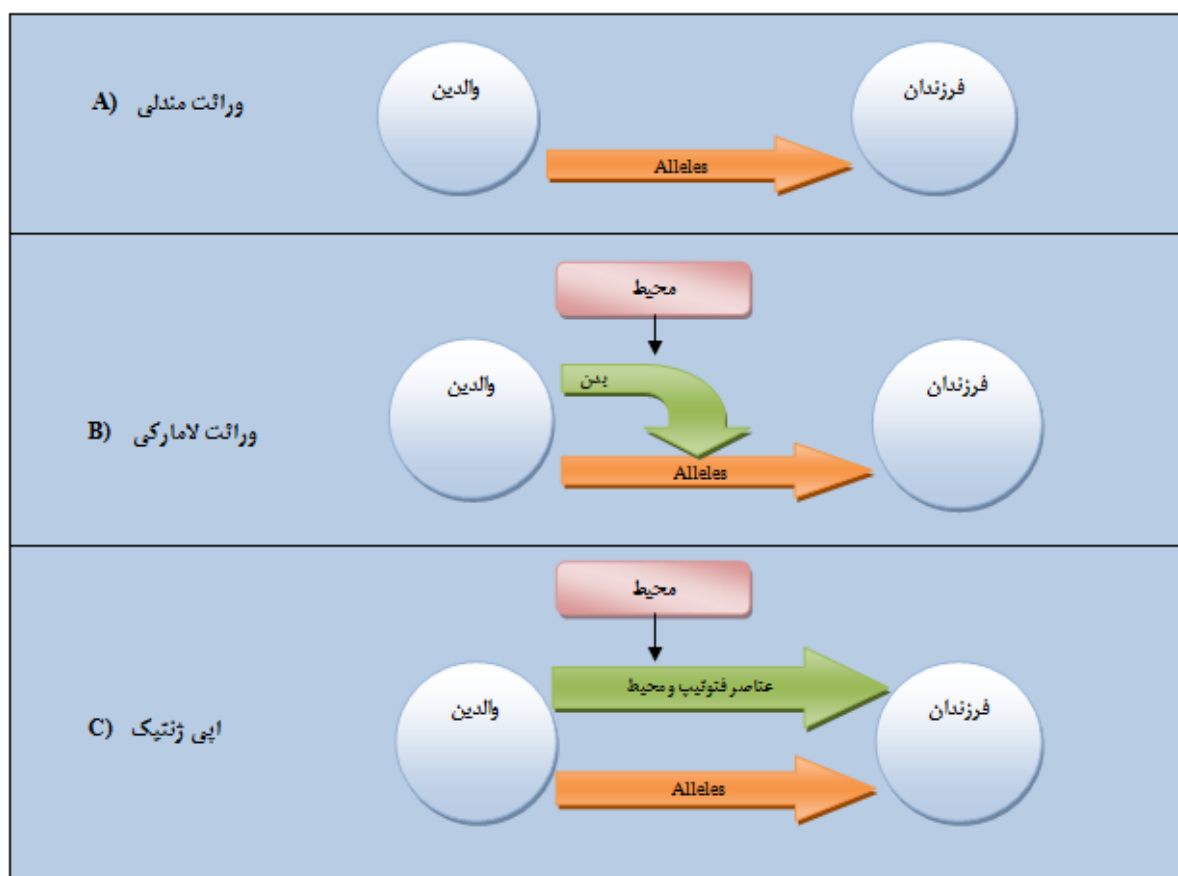 A) وراثت مندلی
والدین
فرزندان
Alleles
محیط
B) وراثت لامارکی
والدین
بدن
فرزندان
Alleles
محیط
C) اپی ژنتیک
والدین
عناصر فنوتیپ و محیط
فرزندان
Alleles